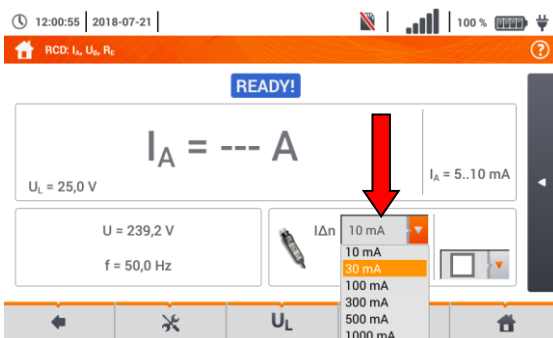 12:00:55 2018-07-21 100 %
RCD: IA, UB, RE ?
READY!
IA = --- A
UL = 25,0 V
IA = 5..10 mA
U = 239,2 V
f = 50,0 Hz
IΔn 10 mA
10 mA
30 mA
100 mA
300 mA
500 mA
1000 mA
UL